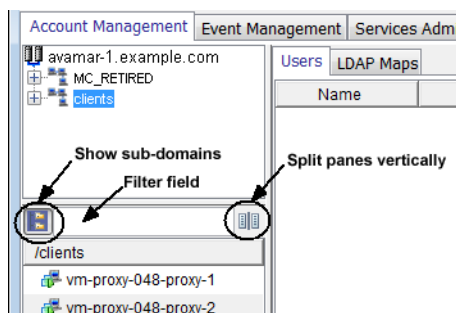 Account Management Event Management Services Adm
avamar-1.example.com
MC_RETIRED
clients
Users LDAP Maps
Name
Show sub-domains
Filter field
Split panes vertically
/clients
vm-proxy-048-proxy-1
vm-proxy-048-proxy-2